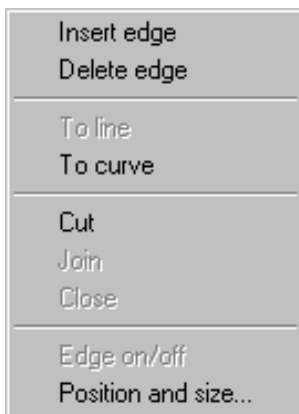 Insert edge
Delete edge
To line
To curve
Cut
Join
Close
Edge on/off
Position and size...